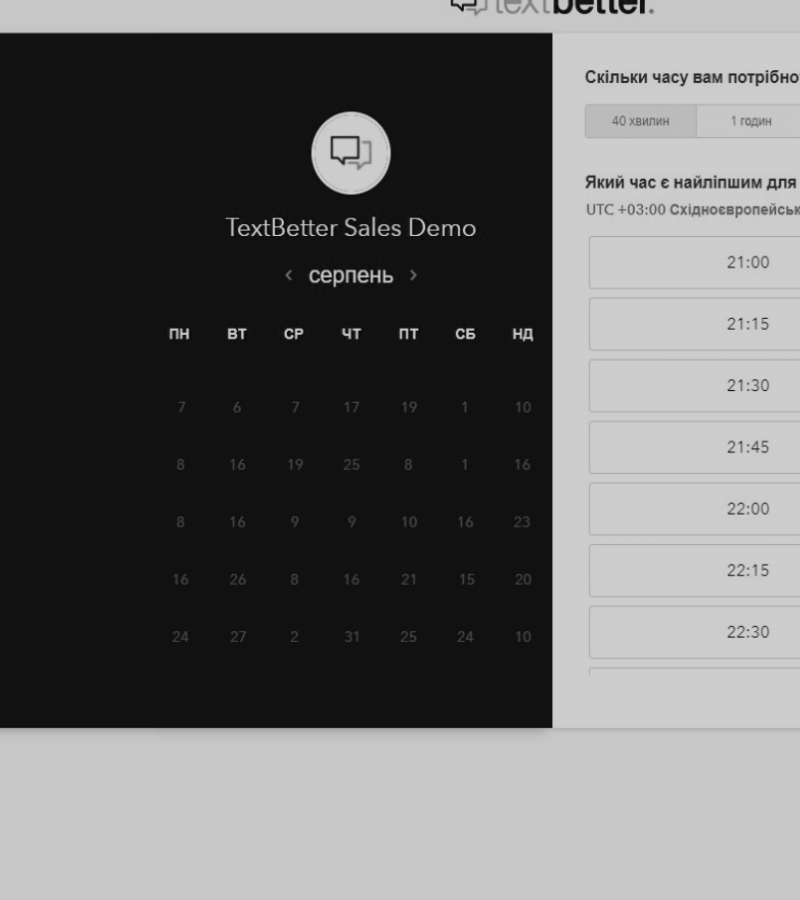 textbetter.
TextBetter Sales Demo
серпень
ПН ВТ СР ЧТ ПТ СБ НД
7 6 7 17 19 1 10
8 16 19 25 8 1 16
8 16 9 9 10 16 23
16 26 8 16 21 15 20
24 27 2 31 25 24 10
Скільки часу вам потрібно
40 хвилин 1 годин
Який час є найліпшим для
UTC +03:00 Східноєвропейськ
21:00
21:15
21:30
21:45
22:00
22:15
22:30